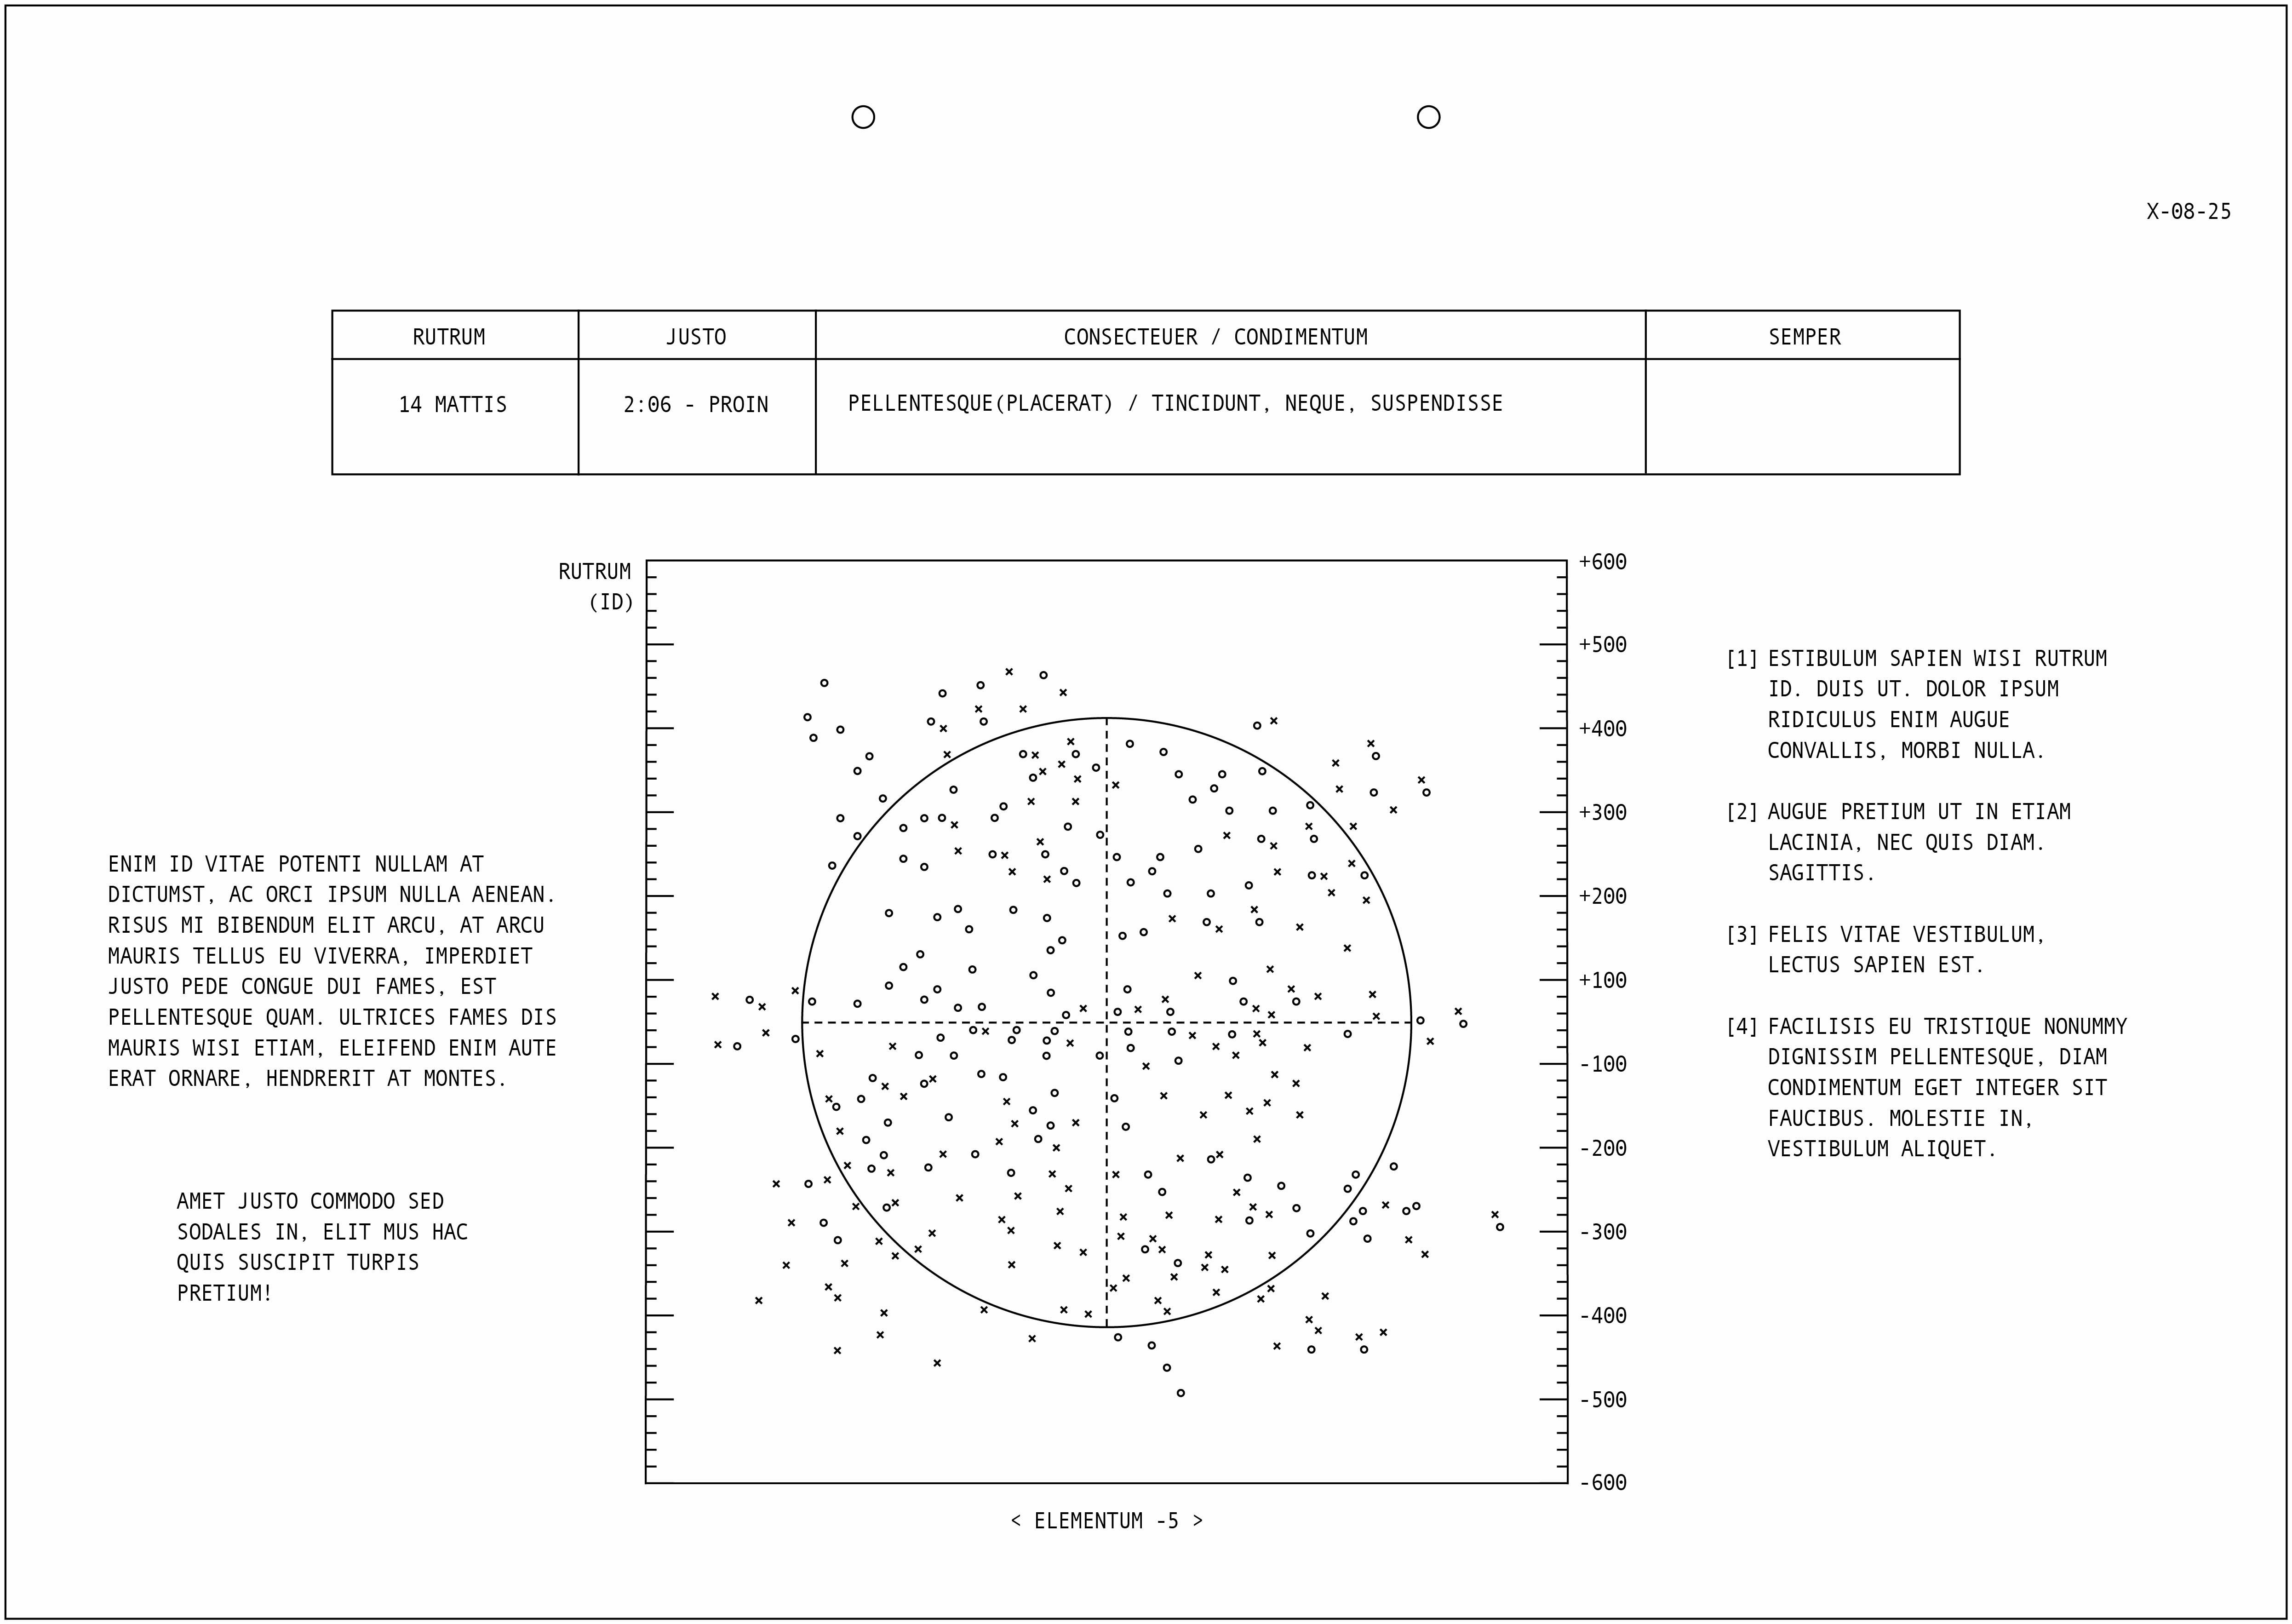 X-08-25
RUTRUM
JUSTO
CONSECTEUER / CONDIMENTUM
SEMPER
14 MATTIS
2:06 - PROIN
PELLENTESQUE(PLACERAT) / TINCIDUNT, NEQUE, SUSPENDISSE
RUTRUM
(ID)
+600
+500
+400
+300
+200
+100
-100
-200
-300
-400
-500
-600
< ELEMENTUM -5 >
ENIM ID VITAE POTENTI NULLAM AT
DICTUMST, AC ORCI IPSUM NULLA AENEAN.
RISUS MI BIBENDUM ELIT ARCU, AT ARCU
MAURIS TELLUS EU VIVERRA, IMPERDIET
JUSTO PEDE CONGUE DUI FAMES, EST
PELLENTESQUE QUAM. ULTRICES FAMES DIS
MAURIS WISI ETIAM, ELEIFEND ENIM AUTE
ERAT ORNARE, HENDRERIT AT MONTES.
AMET JUSTO COMMODO SED
SODALES IN, ELIT MUS HAC
QUIS SUSCIPIT TURPIS
PRETIUM!
[1] ESTIBULUM SAPIEN WISI RUTRUM
ID. DUIS UT. DOLOR IPSUM
RIDICULUS ENIM AUGUE
CONVALLIS, MORBI NULLA.
[2] AUGUE PRETIUM UT IN ETIAM
LACINIA, NEC QUIS DIAM.
SAGITTIS.
[3] FELIS VITAE VESTIBULUM,
LECTUS SAPIEN EST.
[4] FACILISIS EU TRISTIQUE NONUMMY
DIGNISSIM PELLENTESQUE, DIAM
CONDIMENTUM EGET INTEGER SIT
FAUCIBUS. MOLESTIE IN,
VESTIBULUM ALIQUET.